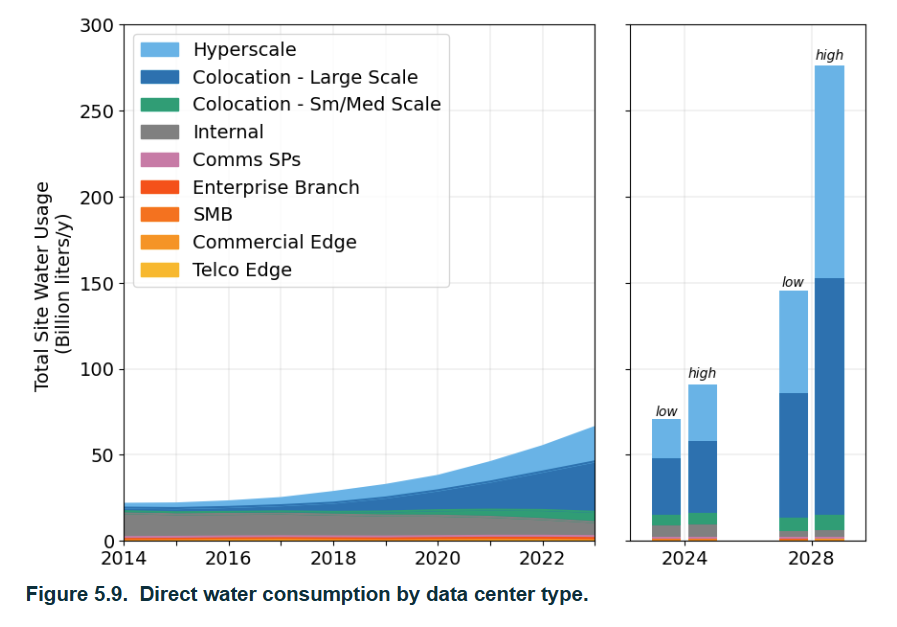 300
250
200
150
100
50
0
Total Site Water Usage
(Billion liters/y)
Hyperscale
Colocation - Large Scale
Colocation - Sm/Med Scale
Internal
Comms SPs
Enterprise Branch
SMB
Commercial Edge
Telco Edge
2014 2016 2018 2020 2022
low
high
low
high
2024 2028
Figure 5.9. Direct water consumption by data center type.